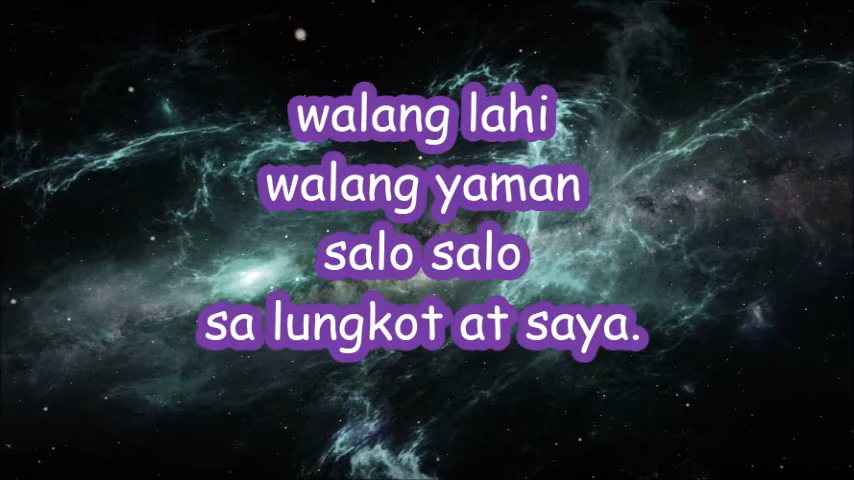 walang lahi
walang yaman
salo salo
sa lungkot at saya.